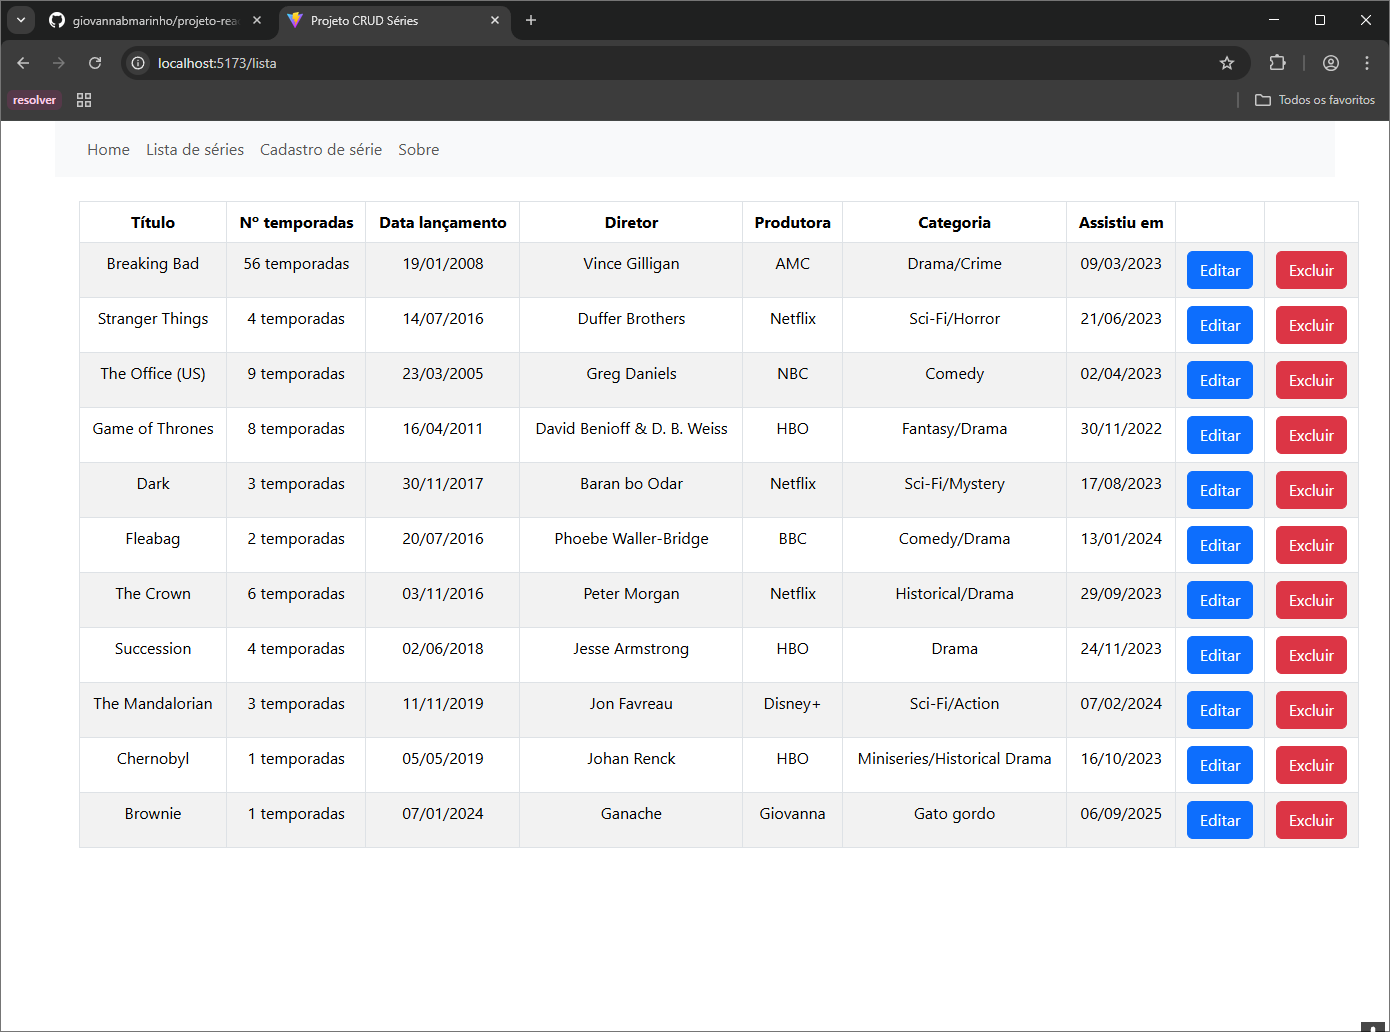 giovannabmarinho/projeto-rea
Projeto CRUD Séries
localhost:5173/lista
resolver
Todos os favoritos
Home Lista de séries Cadastro de série Sobre
Título Nº temporadas Data lançamento Diretor Produtora Categoria Assistiu em
Breaking Bad 56 temporadas 19/01/2008 Vince Gilligan AMC Drama/Crime 09/03/2023 Editar Excluir
Stranger Things 4 temporadas 14/07/2016 Duffer Brothers Netflix Sci-Fi/Horror 21/06/2023 Editar Excluir
The Office (US) 9 temporadas 23/03/2005 Greg Daniels NBC Comedy 02/04/2023 Editar Excluir
Game of Thrones 8 temporadas 16/04/2011 David Benioff & D. B. Weiss HBO Fantasy/Drama 30/11/2022 Editar Excluir
Dark 3 temporadas 30/11/2017 Baran bo Odar Netflix Sci-Fi/Mystery 17/08/2023 Editar Excluir
Fleabag 2 temporadas 20/07/2016 Phoebe Waller-Bridge BBC Comedy/Drama 13/01/2024 Editar Excluir
The Crown 6 temporadas 03/11/2016 Peter Morgan Netflix Historical/Drama 29/09/2023 Editar Excluir
Succession 4 temporadas 02/06/2018 Jesse Armstrong HBO Drama 24/11/2023 Editar Excluir
The Mandalorian 3 temporadas 11/11/2019 Jon Favreau Disney+ Sci-Fi/Action 07/02/2024 Editar Excluir
Chernobyl 1 temporadas 05/05/2019 Johan Renck HBO Miniseries/Historical Drama 16/10/2023 Editar Excluir
Brownie 1 temporadas 07/01/2024 Ganache Giovanna Gato gordo 06/09/2025 Editar Excluir